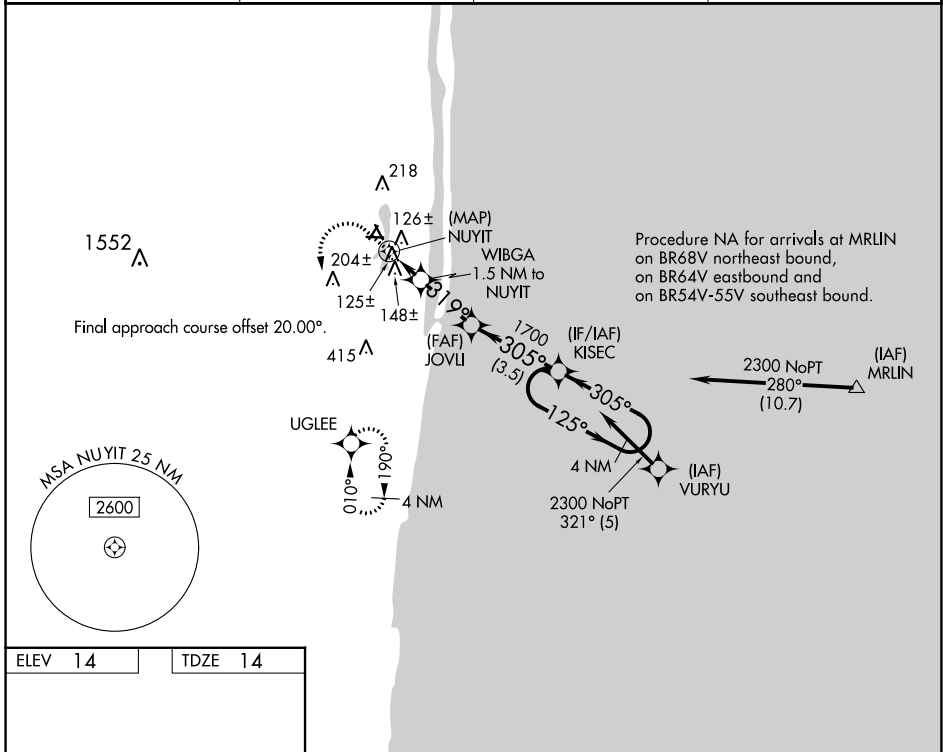 218
126±
(MAP)
NUYIT
1552
204±
WIBGA
1.5 NM to
NUYIT
125±
148±
319°
Procedure NA for arrivals at MRLIN
on BR68V northeast bound,
on BR64V eastbound and
on BR54V-55V southeast bound.
Final approach course offset 20.00°.
415
(FAF)
JOVLI
1700
305°
(3.5)
(IF/IAF)
KISEC
2300 NoPT
280°
(10.7)
(IAF)
MRLIN
305°
125°
4 NM
(IAF)
VURYU
2300 NoPT
321° (5)
UGLEE
010°
190°
4 NM
MSA NUYIT 25 NM
2600
ELEV 14
TDZE 14